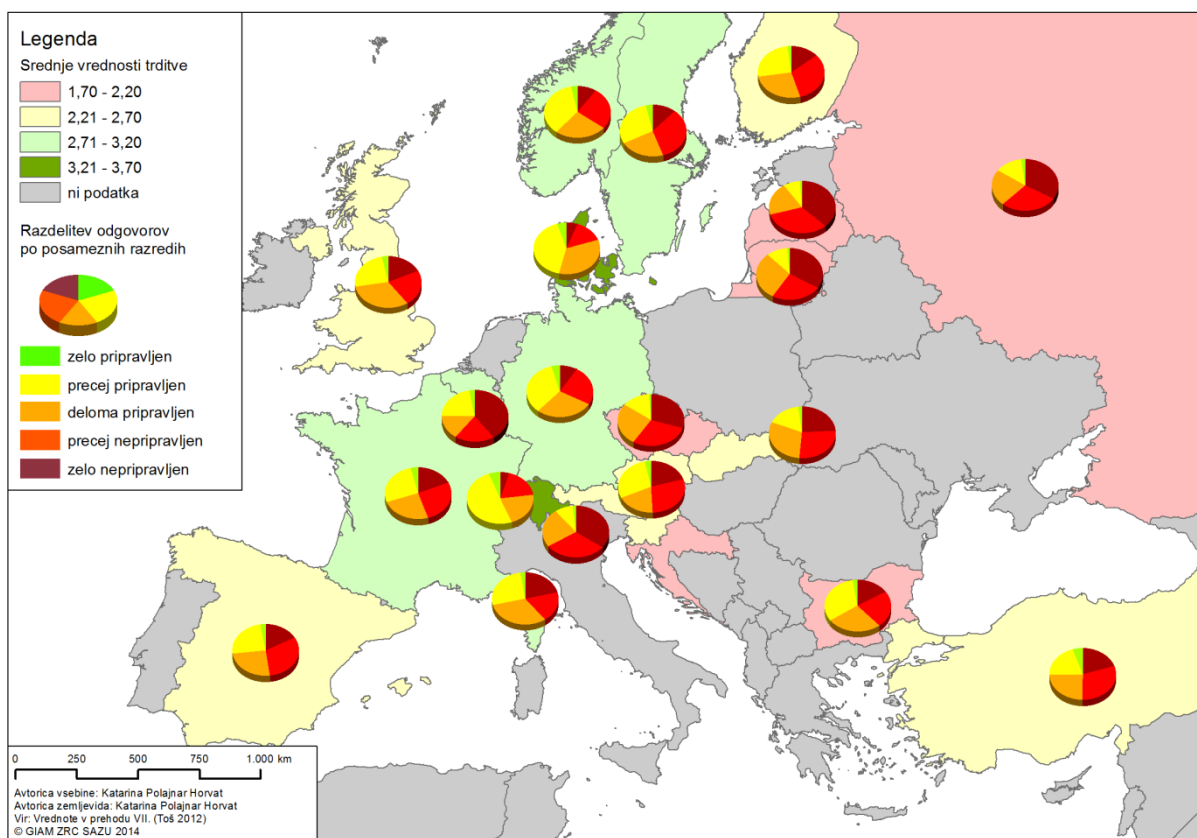 Legenda
Srednje vrednosti trditve
1,70 - 2,20
2,21 - 2,70
2,71 - 3,20
3,21 - 3,70
ni podatka
Razdelitev odgovorov
po posameznih razredih
zelo pripravljen
precej pripravljen
deloma pripravljen
precej nepripravljen
zelo nepripravljen
0 250 500 750 1.000 km
Avtorica vsebine: Katarina Polajnar Horvat
Avtorica zemljevida: Katarina Polajnar Horvat
Vir: Vrednote v prehodu VII. (Toš 2012)
© GIAM ZRC SAZU 2014